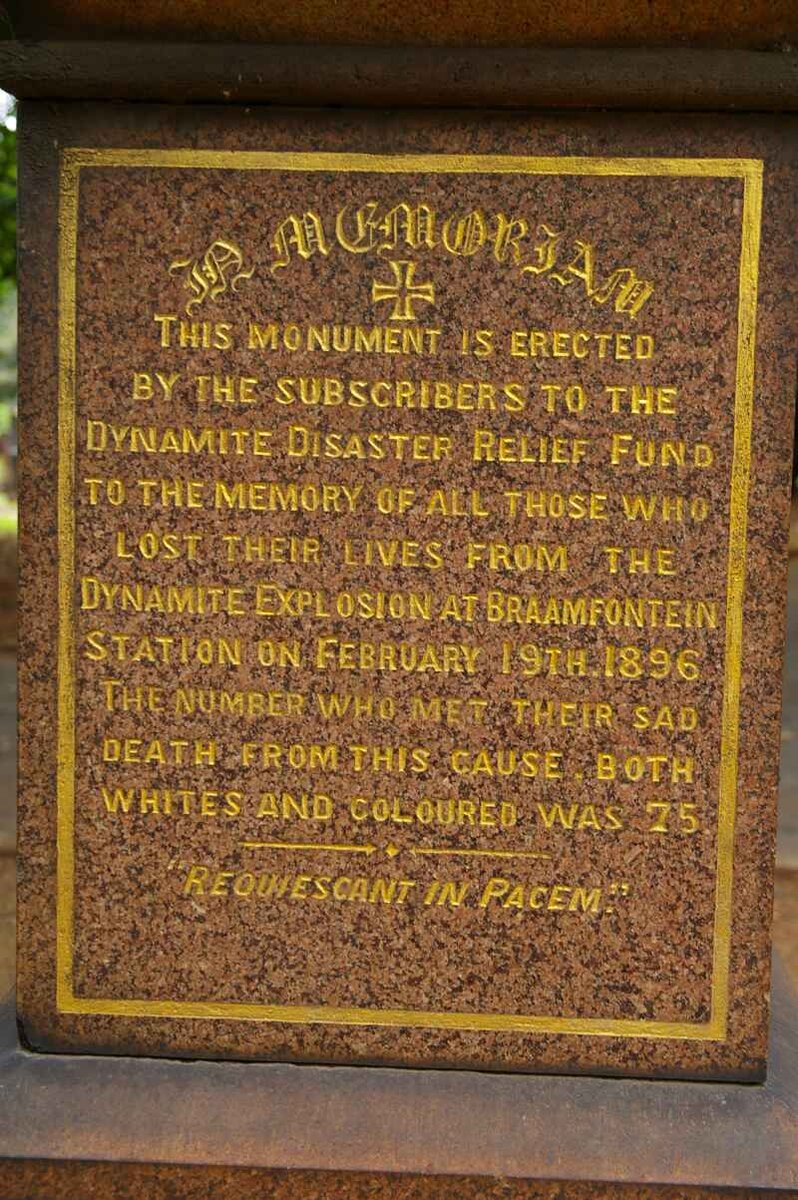 IN MEMORIAM
THIS MONUMENT IS ERECTED
BY THE SUBSCRIBERS TO THE
DYNAMITE DISASTER RELIEF FUND
TO THE MEMORY OF ALL THOSE WHO
LOST THEIR LIVES FROM THE
DYNAMITE EXPLOSION AT BRAAMFONTEIN
STATION ON FEBRUARY 19TH. 1896
THE NUMBER WHO MET THEIR SAD
DEATH FROM THIS CAUSE. BOTH
WHITES AND COLOURED WAS 75
"REQUIESCANT IN PACEM."